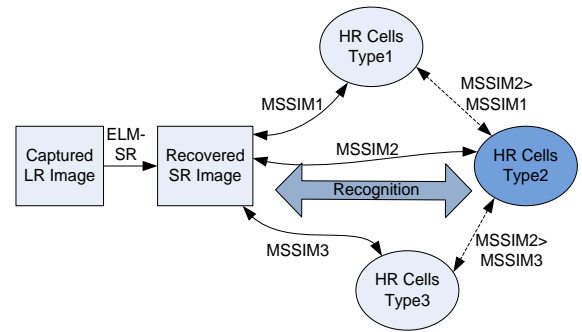 HR Cells
Type1
MSSIM2>
MSSIM1
MSSIM1
ELM-
SR
Captured
LR Image
Recovered
SR Image
MSSIM2
HR Cells
Type2
Recognition
MSSIM3
MSSIM2>
MSSIM3
HR Cells
Type3